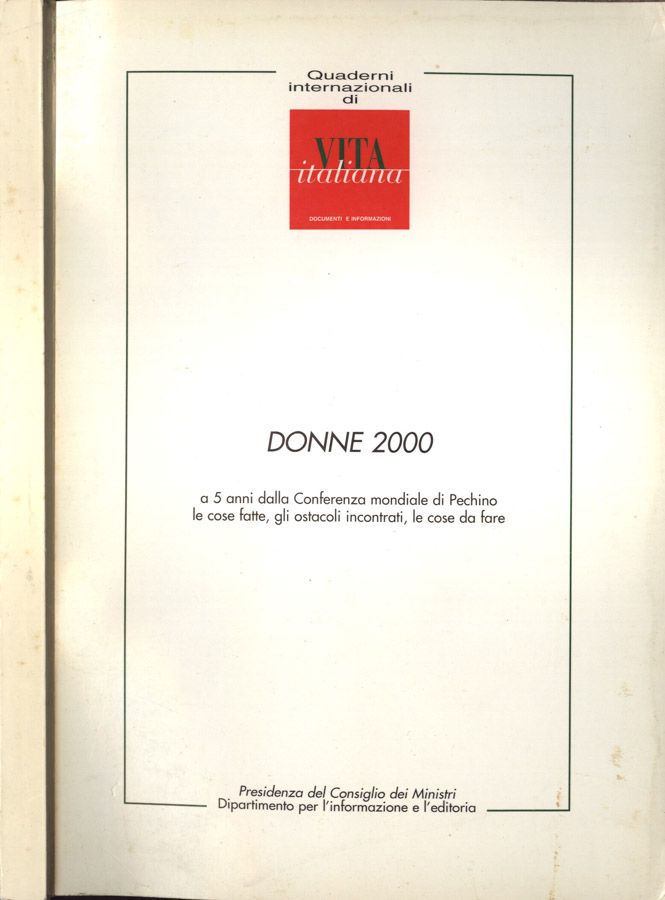 Quaderni
internazionali
di
VITA
italiana
DOCUMENTI E INFORMAZIONI
DONNE 2000
a 5 anni dalla Conferenza mondiale di Pechino
le cose fatte, gli ostacoli incontrati, le cose da fare
Presidenza del Consiglio dei Ministri
Dipartimento per l'informazione e l'editoria